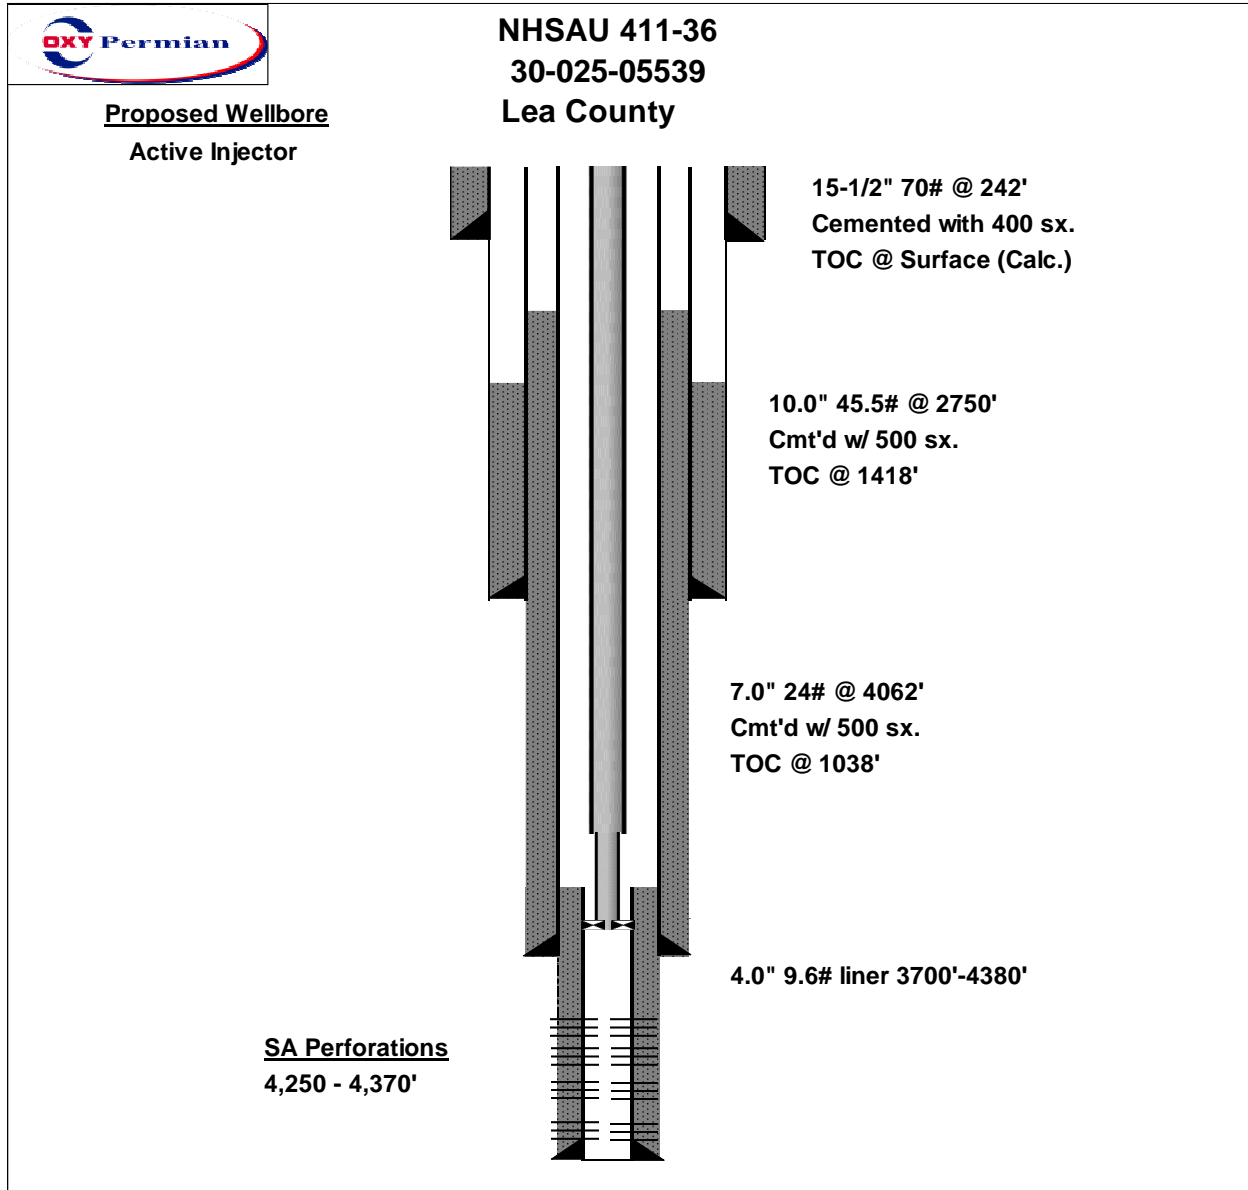 OXY Permian
NHSAU 411-36
30-025-05539
Lea County
Proposed Wellbore
Active Injector
15-1/2" 70# @ 242'
Cemented with 400 sx.
TOC @ Surface (Calc.)
10.0" 45.5# @ 2750'
Cmt'd w/ 500 sx.
TOC @ 1418'
7.0" 24# @ 4062'
Cmt'd w/ 500 sx.
TOC @ 1038'
4.0" 9.6# liner 3700'-4380'
SA Perforations
4,250 - 4,370'